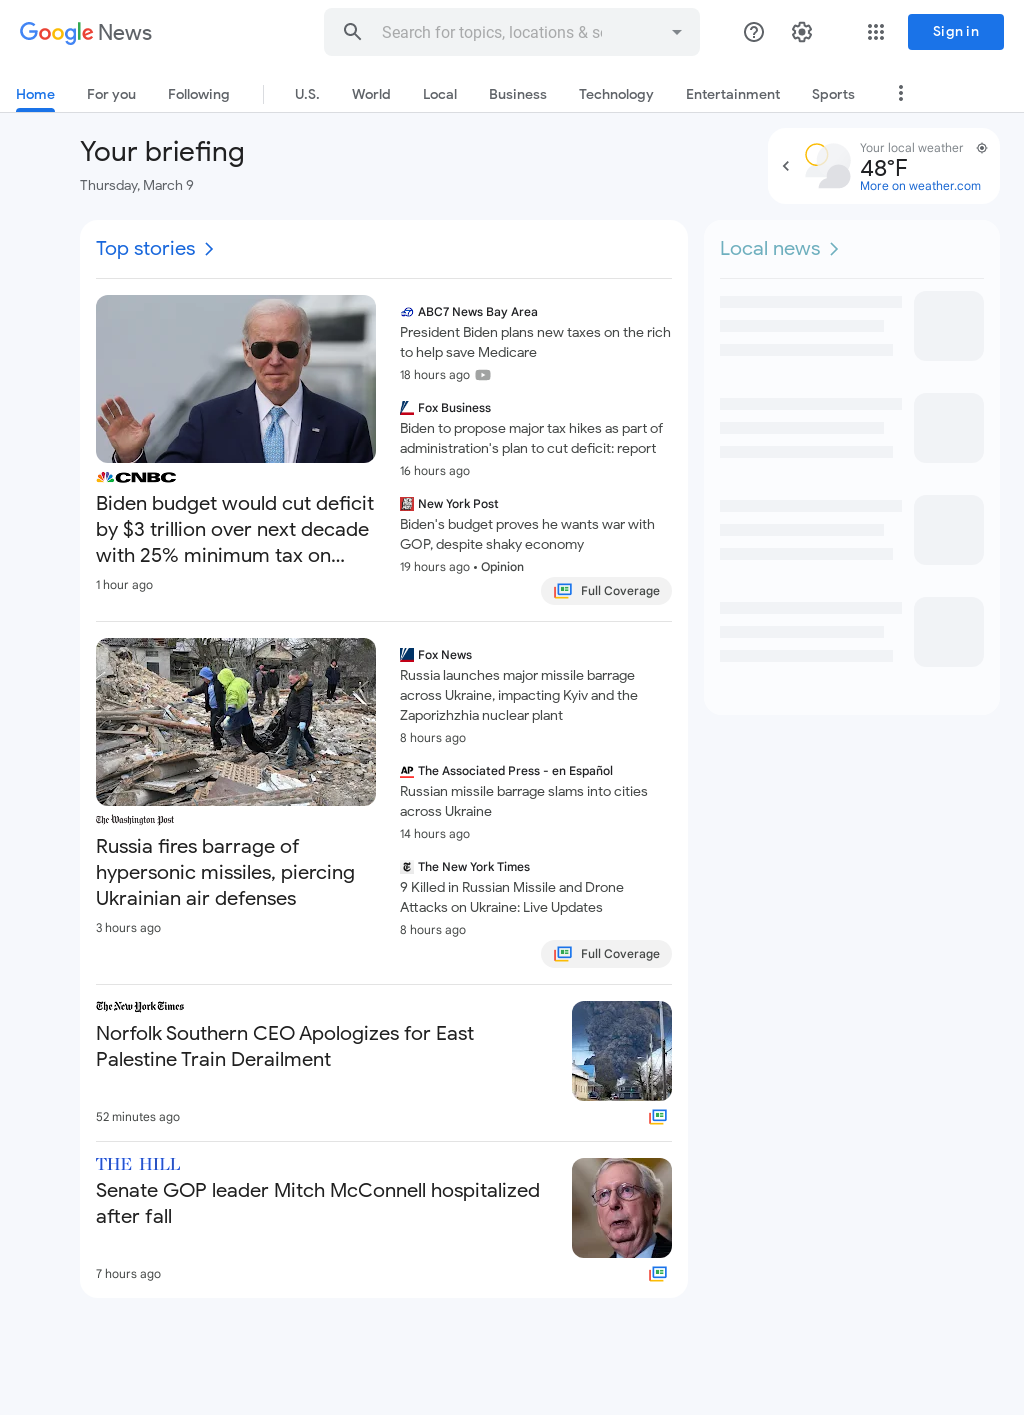 Google News
Search for topics, locations & so
Sign in
Home
For you
Following
U.S.
World
Local
Business
Technology
Entertainment
Sports
Your briefing
Thursday, March 9
Your local weather
48°F
More on weather.com
Top stories
Local news
CNBC
Biden budget would cut deficit
by $3 trillion over next decade
with 25% minimum tax on...
1 hour ago
ABC7 News Bay Area
President Biden plans new taxes on the rich
to help save Medicare
18 hours ago
Fox Business
Biden to propose major tax hikes as part of
administration's plan to cut deficit: report
16 hours ago
New York Post
Biden's budget proves he wants war with
GOP, despite shaky economy
19 hours ago • Opinion
Full Coverage
The Washington Post
Russia fires barrage of
hypersonic missiles, piercing
Ukrainian air defenses
3 hours ago
Fox News
Russia launches major missile barrage
across Ukraine, impacting Kyiv and the
Zaporizhzhia nuclear plant
8 hours ago
AP The Associated Press - en Español
Russian missile barrage slams into cities
across Ukraine
14 hours ago
The New York Times
9 Killed in Russian Missile and Drone
Attacks on Ukraine: Live Updates
8 hours ago
Full Coverage
The New York Times
Norfolk Southern CEO Apologizes for East
Palestine Train Derailment
52 minutes ago
THE HILL
Senate GOP leader Mitch McConnell hospitalized
after fall
7 hours ago